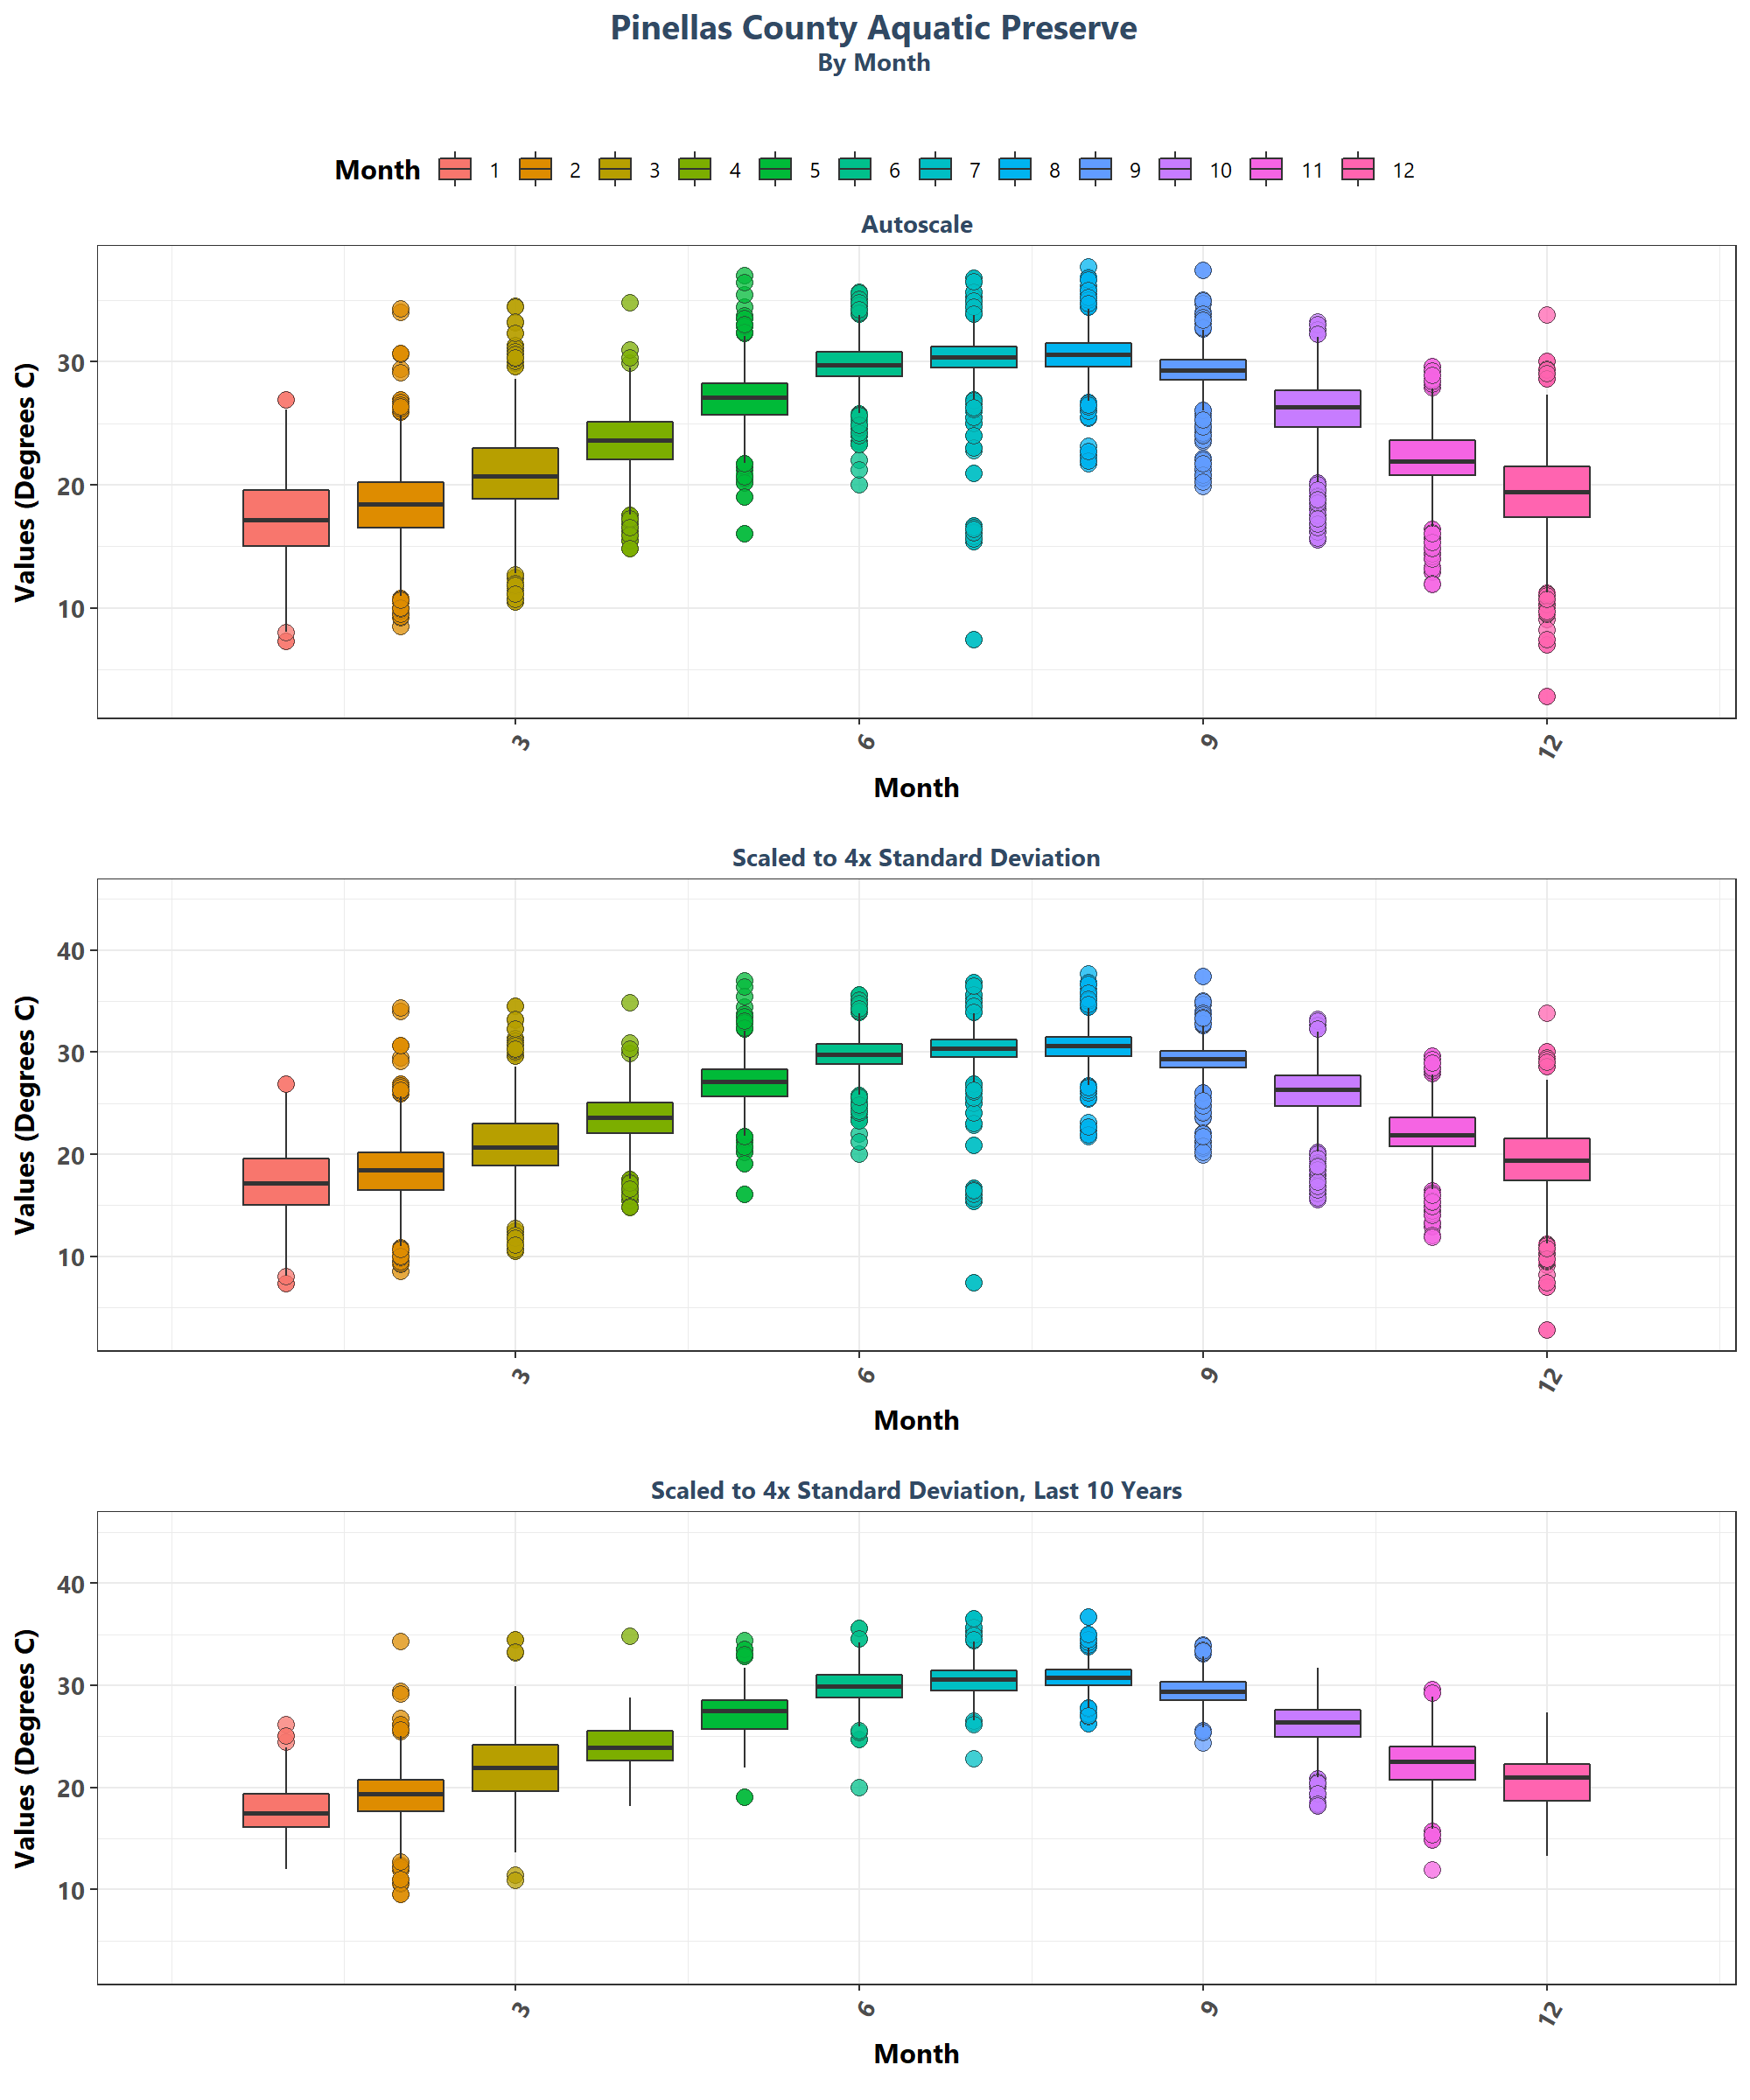 Pinellas County Aquatic Preserve
By Month
Month 1 2 3 4 5 6 7 8 9 10 11 12
Autoscale
Values (Degrees C)
30
20
10
3 6 9 12
Month
Scaled to 4x Standard Deviation
Values (Degrees C)
40
30
20
10
3 6 9 12
Month
Scaled to 4x Standard Deviation, Last 10 Years
Values (Degrees C)
40
30
20
10
3 6 9 12
Month